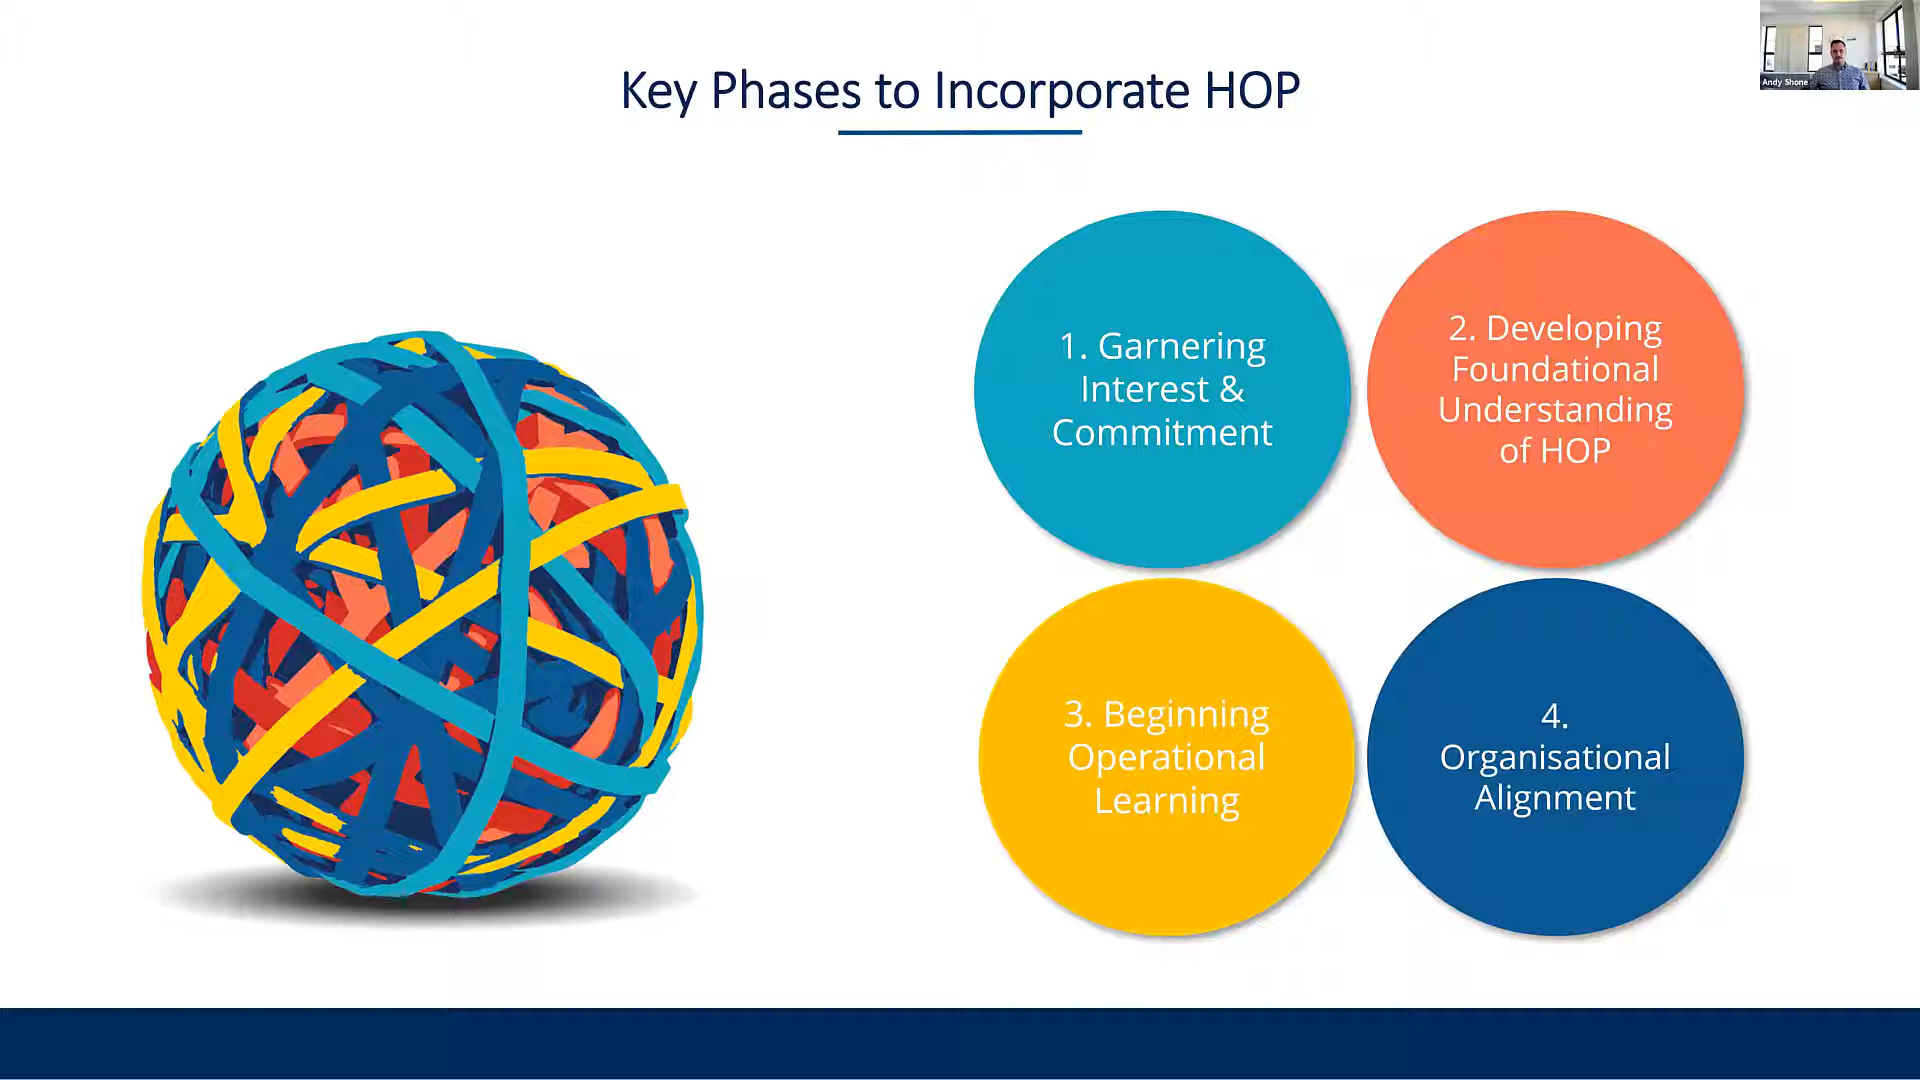 Key Phases to Incorporate HOP
Andy Shone
1. Garnering
Interest &
Commitment
2. Developing
Foundational
Understanding
of HOP
3. Beginning
Operational
Learning
4.
Organisational
Alignment